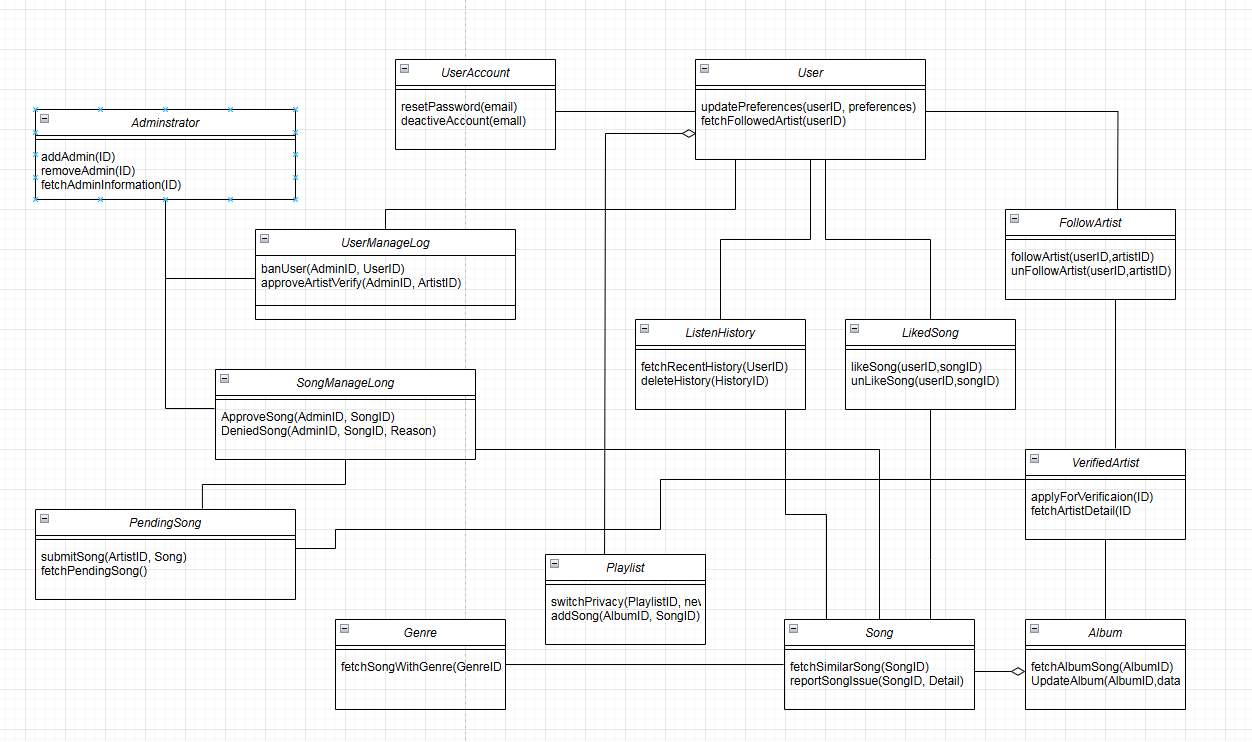 UserAccount
resetPassword(email)
deactiveAccount(email)
User
updatePreferences(userID, preferences)
fetchFollowedArtist(userID)
Adminstrator
addAdmin(ID)
removeAdmin(ID)
fetchAdminInformation(ID)
UserManageLog
banUser(AdminID, UserID)
approveArtistVerify(AdminID, ArtistID)
FollowArtist
followArtist(userID,artistID)
unFollowArtist(userID,artistID)
ListenHistory
fetchRecentHistory(UserID)
deleteHistory(HistoryID)
LikedSong
likeSong(userID,songID)
unLikeSong(userID,songID)
SongManageLong
ApproveSong(AdminID, SongID)
DeniedSong(AdminID, SongID, Reason)
VerifiedArtist
applyForVerificaion(ID)
fetchArtistDetail(ID
PendingSong
submitSong(ArtistID, Song)
fetchPendingSong()
Playlist
switchPrivacy(PlaylistID, nev
addSong(AlbumID, SongID)
Genre
fetchSongWithGenre(GenreID
Song
fetchSimilarSong(SongID)
reportSongIssue(SongID, Detail)
Album
fetchAlbumSong(AlbumID)
UpdateAlbum(AlbumID,data